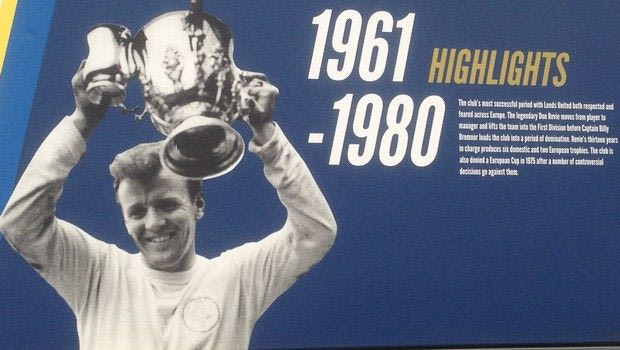 1961
-1980
HIGHLIGHTS
The club's most successful period with Leeds United both respected and
feared across Europe. The legendary Don Revie moves from player to
manager and lifts the team into the First Division before Captain Billy
Bremner leads the club into a period of domination. Revie's thirteen years
in charge produces six domestic and two European trophies. The club is
also denied a European Cup in 1975 after a number of controversial
decisions go against them.